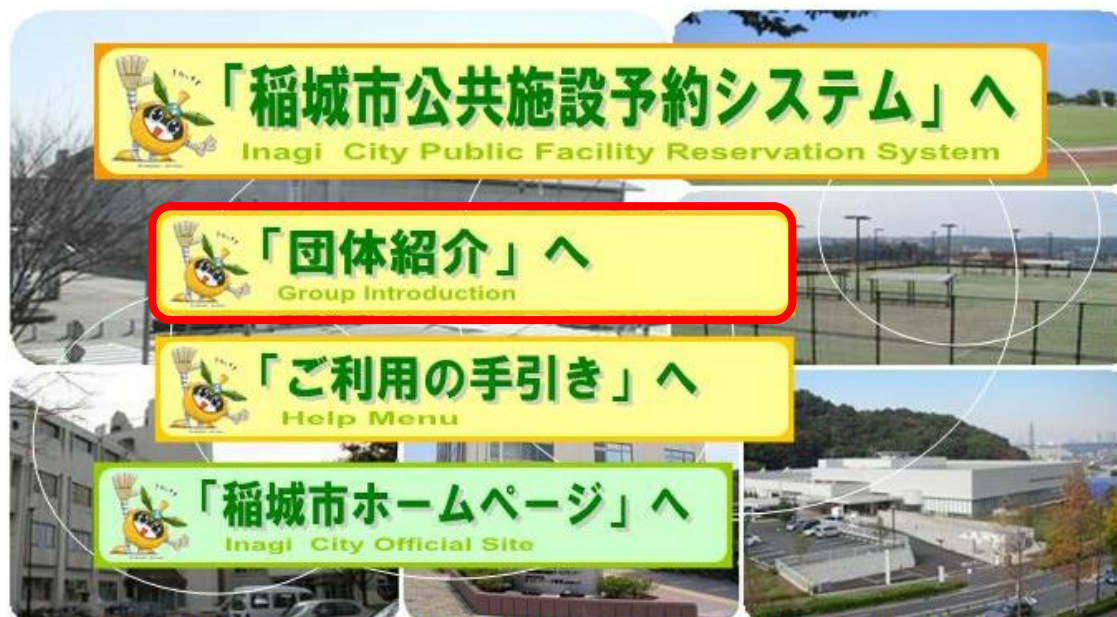 「稲城市公共施設予約システム」へ
Inagi City Public Facility Reservation System
「団体紹介」へ
Group Introduction
「ご利用の手引き」へ
Help Menu
「稲城市ホームページ」へ
Inagi City Official Site